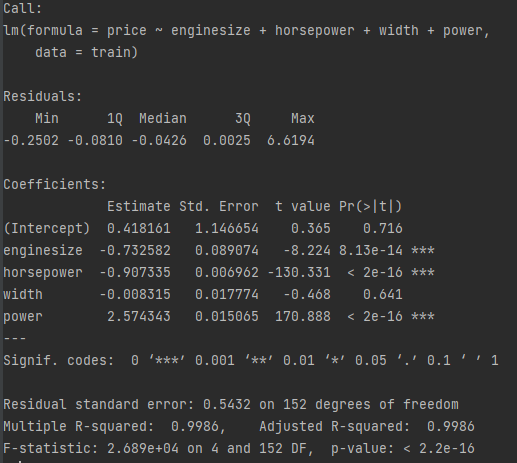 Call:
lm(formula = price ~ enginesize + horsepower + width + power,
    data = train)
Residuals:
    Min      1Q  Median      3Q     Max
-0.2502 -0.0810 -0.0426  0.0025  6.6194
Coefficients:
             Estimate Std. Error  t value Pr(>|t|)
(Intercept)  0.418161   1.146654    0.365    0.716
enginesize  -0.732582   0.089074   -8.224 8.13e-14 ***
horsepower  -0.907335   0.006962 -130.331  < 2e-16 ***
width       -0.008315   0.017774   -0.468    0.641
power        2.574343   0.015065  170.888  < 2e-16 ***
---
Signif. codes:  0 ‘***’ 0.001 ‘**’ 0.01 ‘*’ 0.05 ‘.’ 0.1 ‘ ’ 1
Residual standard error: 0.5432 on 152 degrees of freedom
Multiple R-squared:  0.9986,    Adjusted R-squared:  0.9986
F-statistic: 2.689e+04 on 4 and 152 DF,  p-value: < 2.2e-16